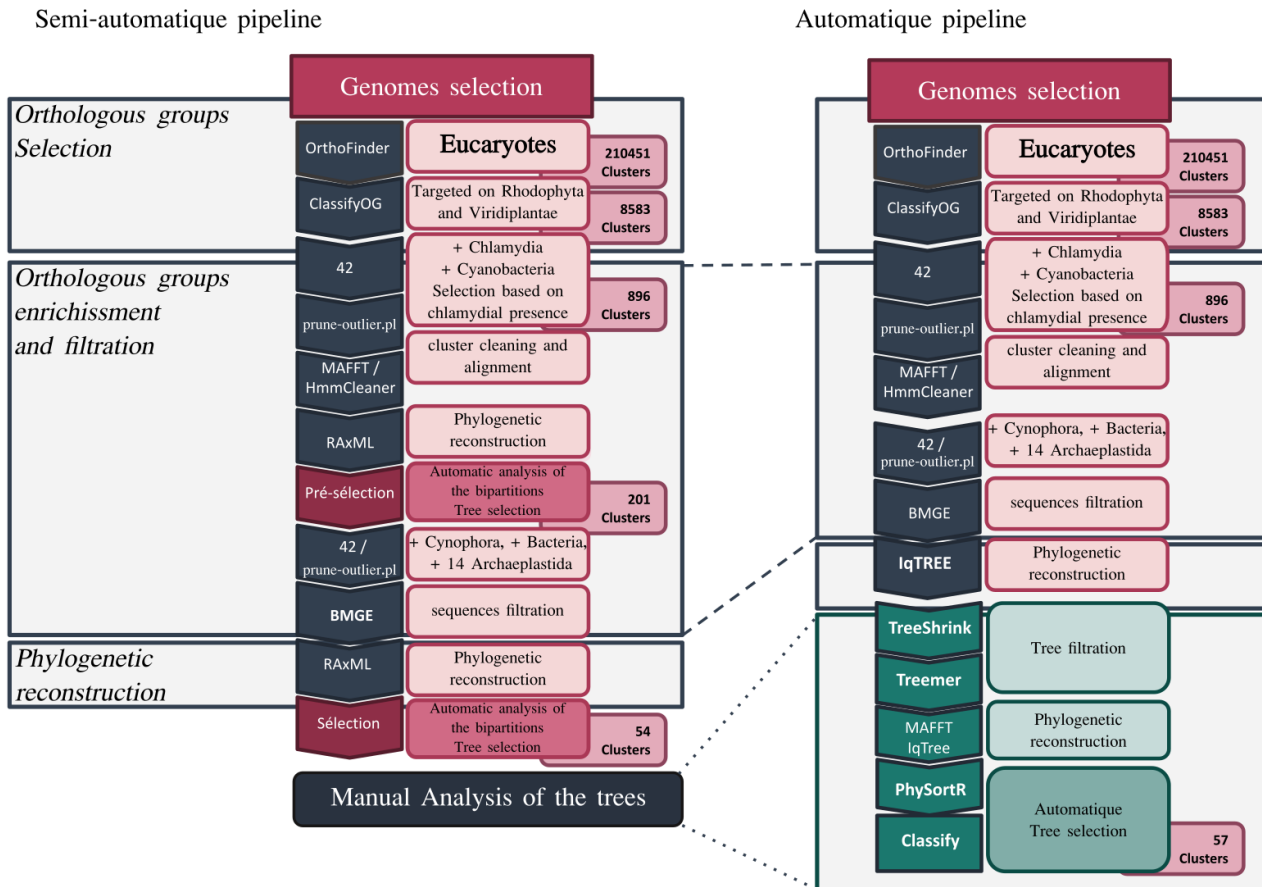 Semi-automatique pipeline
Genomes selection
Orthologous groups
Selection
OrthoFinder
Eucaryotes
210451
Clusters
ClassifyOG
Targeted on Rhodophyta
and Viridiplantae
8583
Clusters
Orthologous groups
enrichissment
and filtration
42
+ Chlamydia
+ Cyanobacteria
Selection based on
chlamydial presence
896
Clusters
prune-outlier.pl
MAFFT /
HmmCleaner
cluster cleaning and
alignment
RAxML
Phylogenetic
reconstruction
Pré-sélection
Automatic analysis of
the bipartitions
Tree selection
201
Clusters
42 /
prune-outlier.pl
+ Cynophora, + Bacteria,
+ 14 Archaeplastida
BMGE
sequences filtration
Phylogenetic
reconstruction
RAxML
Phylogenetic
reconstruction
Sélection
Automatic analysis of
the bipartitions
Tree selection
54
Clusters
Manual Analysis of the trees
Automatique pipeline
Genomes selection
OrthoFinder
Eucaryotes
210451
Clusters
ClassifyOG
Targeted on Rhodophyta
and Viridiplantae
8583
Clusters
42
+ Chlamydia
+ Cyanobacteria
Selection based on
chlamydial presence
896
Clusters
prune-outlier.pl
MAFFT /
HmmCleaner
cluster cleaning and
alignment
42 /
prune-outlier.pl
+ Cynophora, + Bacteria,
+ 14 Archaeplastida
BMGE
sequences filtration
IqTREE
Phylogenetic
reconstruction
TreeShrink
Tree filtration
Treemer
MAFFT
IqTree
Phylogenetic
reconstruction
PhySortR
Automatique
Tree selection
Classify
57
Clusters